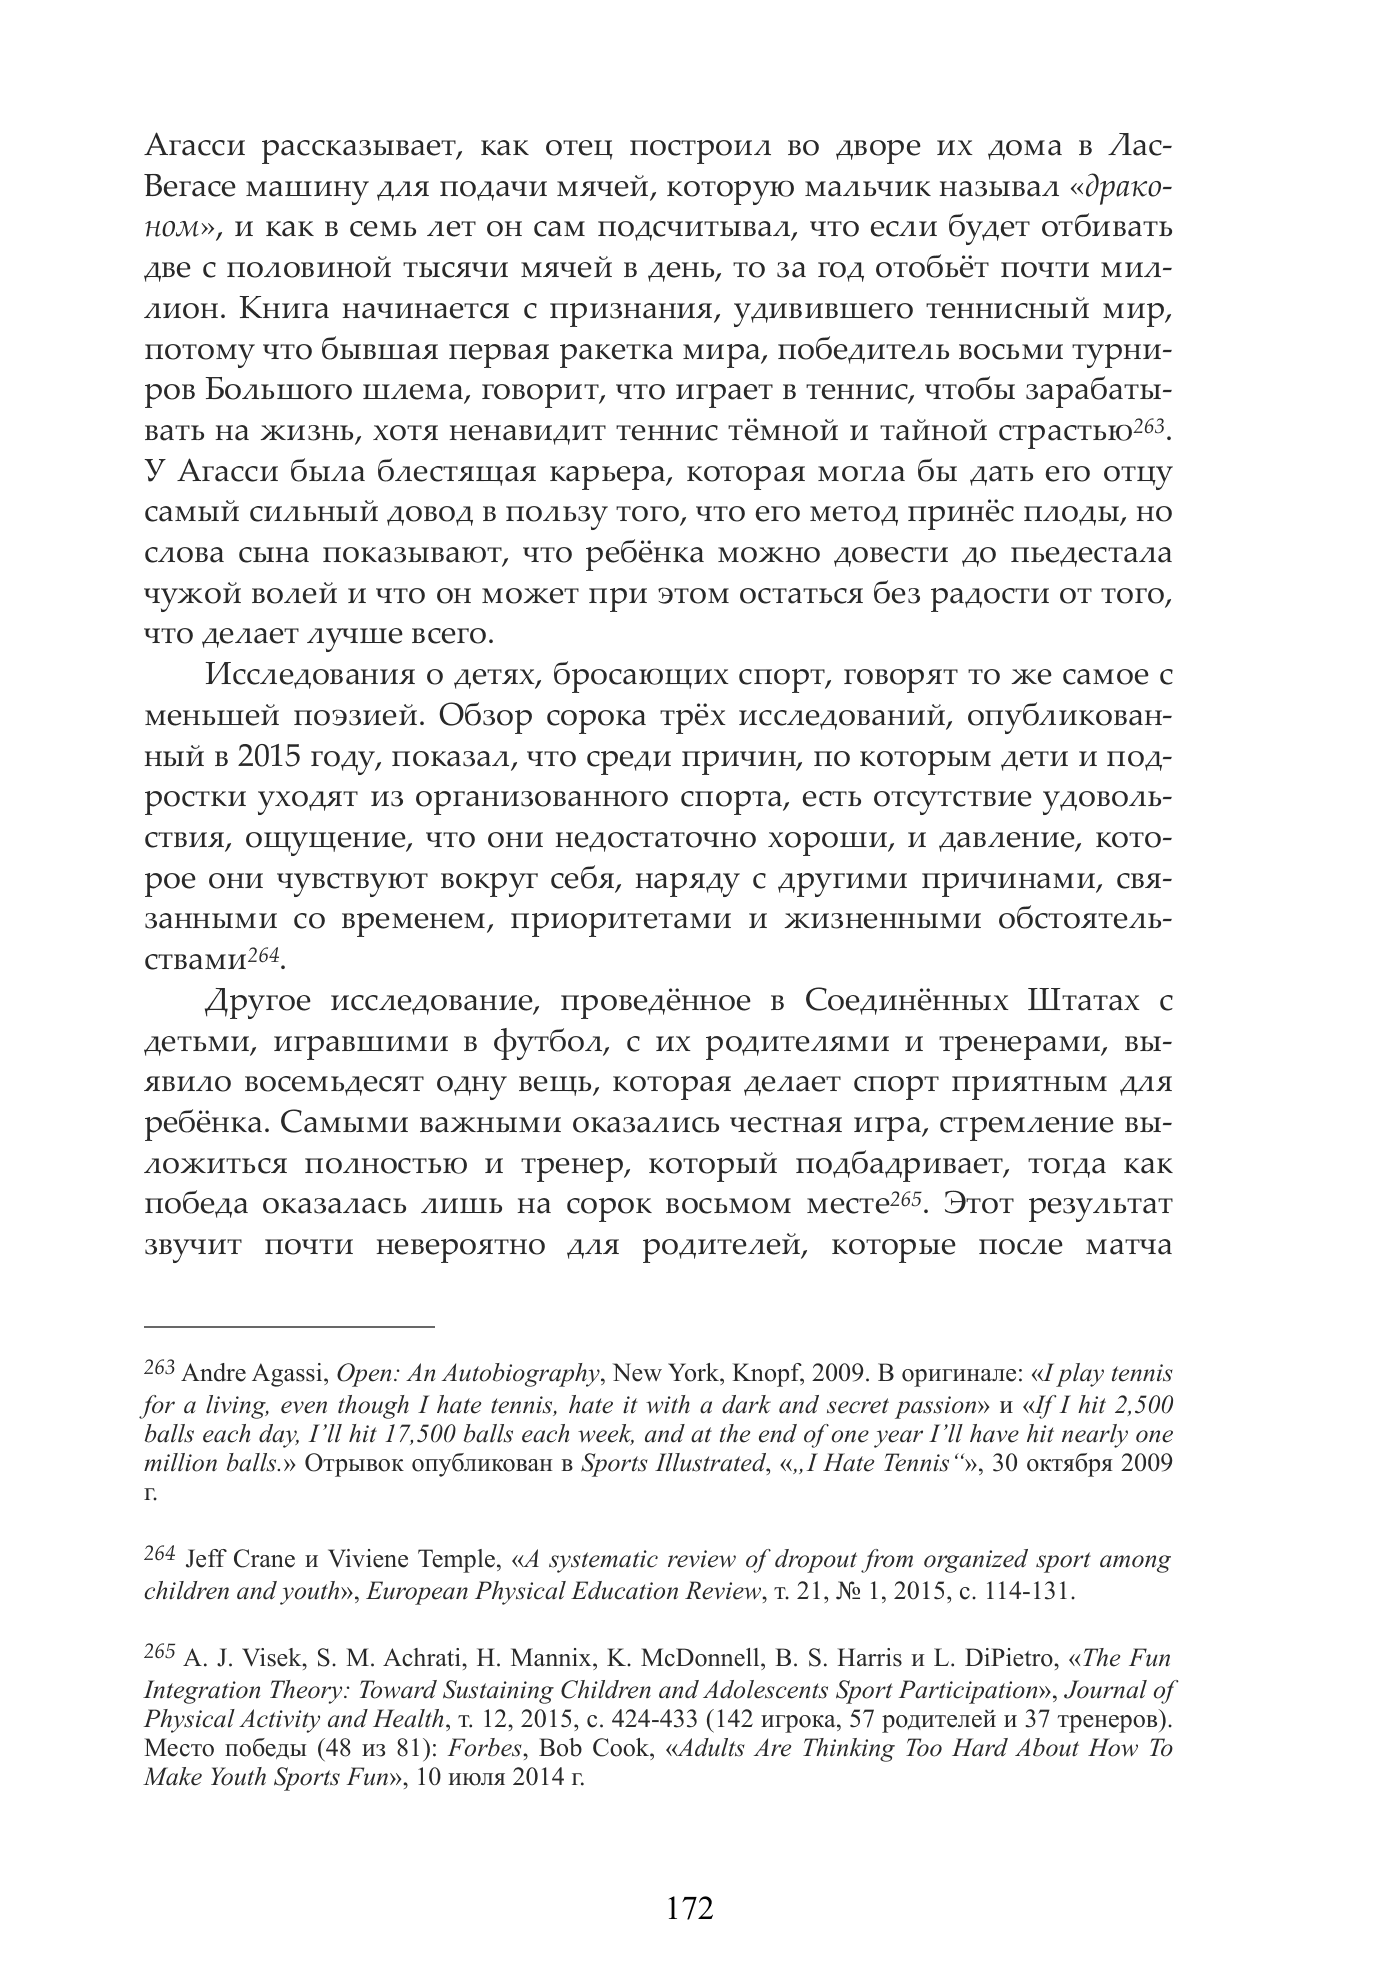 Агасси рассказывает, как отец построил во дворе их дома в Лас-
Вегасе машину для подачи мячей, которую мальчик называл «драко-
ном», и как в семь лет он сам подсчитывал, что если будет отбивать
две с половиной тысячи мячей в день, то за год отобьёт почти мил-
лион. Книга начинается с признания, удивившего теннисный мир,
потому что бывшая первая ракетка мира, победитель восьми турни-
ров Большого шлема, говорит, что играет в теннис, чтобы зарабаты-
вать на жизнь, хотя ненавидит теннис тёмной и тайной страстью263.
У Агасси была блестящая карьера, которая могла бы дать его отцу
самый сильный довод в пользу того, что его метод принёс плоды, но
слова сына показывают, что ребёнка можно довести до пьедестала
чужой волей и что он может при этом остаться без радости от того,
что делает лучше всего.
Исследования о детях, бросающих спорт, говорят то же самое с
меньшей поэзией. Обзор сорока трёх исследований, опубликован-
ный в 2015 году, показал, что среди причин, по которым дети и под-
ростки уходят из организованного спорта, есть отсутствие удоволь-
ствия, ощущение, что они недостаточно хороши, и давление, кото-
рое они чувствуют вокруг себя, наряду с другими причинами, свя-
занными со временем, приоритетами и жизненными обстоятель-
ствами264.
Другое исследование, проведённое в Соединённых Штатах с
детьми, игравшими в футбол, с их родителями и тренерами, вы-
явило восемьдесят одну вещь, которая делает спорт приятным для
ребёнка. Самыми важными оказались честная игра, стремление вы-
ложиться полностью и тренер, который подбадривает, тогда как
победа оказалась лишь на сорок восьмом месте265. Этот результат
звучит почти невероятно для родителей, которые после матча
263 Andre Agassi, Open: An Autobiography, New York, Knopf, 2009. В оригинале: «I play tennis
for a living, even though I hate tennis, hate it with a dark and secret passion» и «If I hit 2,500
balls each day, I’ll hit 17,500 balls each week, and at the end of one year I’ll have hit nearly one
million balls.» Отрывок опубликован в Sports Illustrated, «„I Hate Tennis“», 30 октября 2009
г.
264 Jeff Crane и Viviene Temple, «A systematic review of dropout from organized sport among
children and youth», European Physical Education Review, т. 21, № 1, 2015, с. 114-131.
265 A. J. Visek, S. M. Achrati, H. Mannix, K. McDonnell, B. S. Harris и L. DiPietro, «The Fun
Integration Theory: Toward Sustaining Children and Adolescents Sport Participation», Journal of
Physical Activity and Health, т. 12, 2015, с. 424-433 (142 игрока, 57 родителей и 37 тренеров).
Место победы (48 из 81): Forbes, Bob Cook, «Adults Are Thinking Too Hard About How To
Make Youth Sports Fun», 10 июля 2014 г.
172